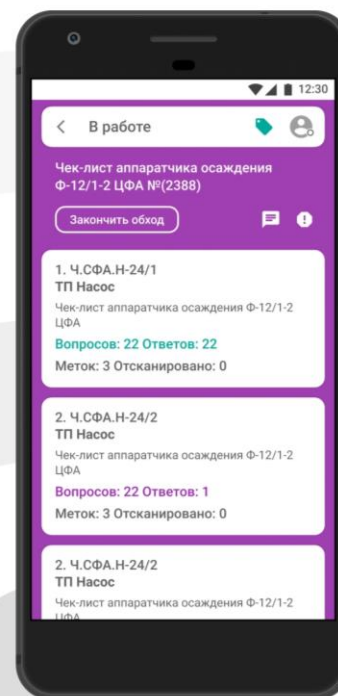 12:30
В работе
Чек-лист аппаратчика осаждения
Ф-12/1-2 ЦФА №(2388)
Закончить обход
1. Ч.СФА.Н-24/1
ТП Насос
Чек-лист аппаратчика осаждения Ф-12/1-2
ЦФА
Вопросов: 22 Ответов: 22
Меток: 3 Отсканировано: 0
2. Ч.СФА.Н-24/2
ТП Насос
Чек-лист аппаратчика осаждения Ф-12/1-2
ЦФА
Вопросов: 22 Ответов: 1
Меток: 3 Отсканировано: 0
2. Ч.СФА.Н-24/2
ТП Насос
Чек-лист аппаратчика осаждения Ф-12/1-2
ЦФА